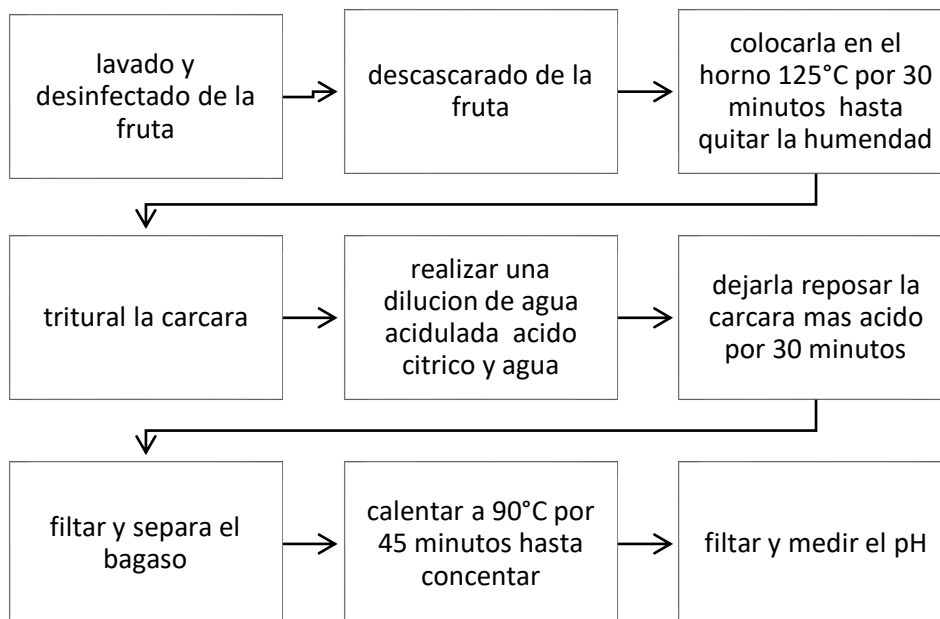 lavado y
desinfectado de la
fruta
descascarado de la
fruta
colocarla en el
horno 125°C por 30
minutos hasta
quitar la humendad
tritural la carcara
realizar una
dilucion de agua
acidulada acido
citrico y agua
dejarla reposar la
carcara mas acido
por 30 minutos
filtar y separa el
bagaso
calentar a 90°C por
45 minutos hasta
concentar
filtar y medir el pH